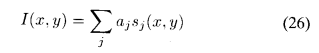 I(x, y) = ∑_j a_j s_j(x, y) (26)